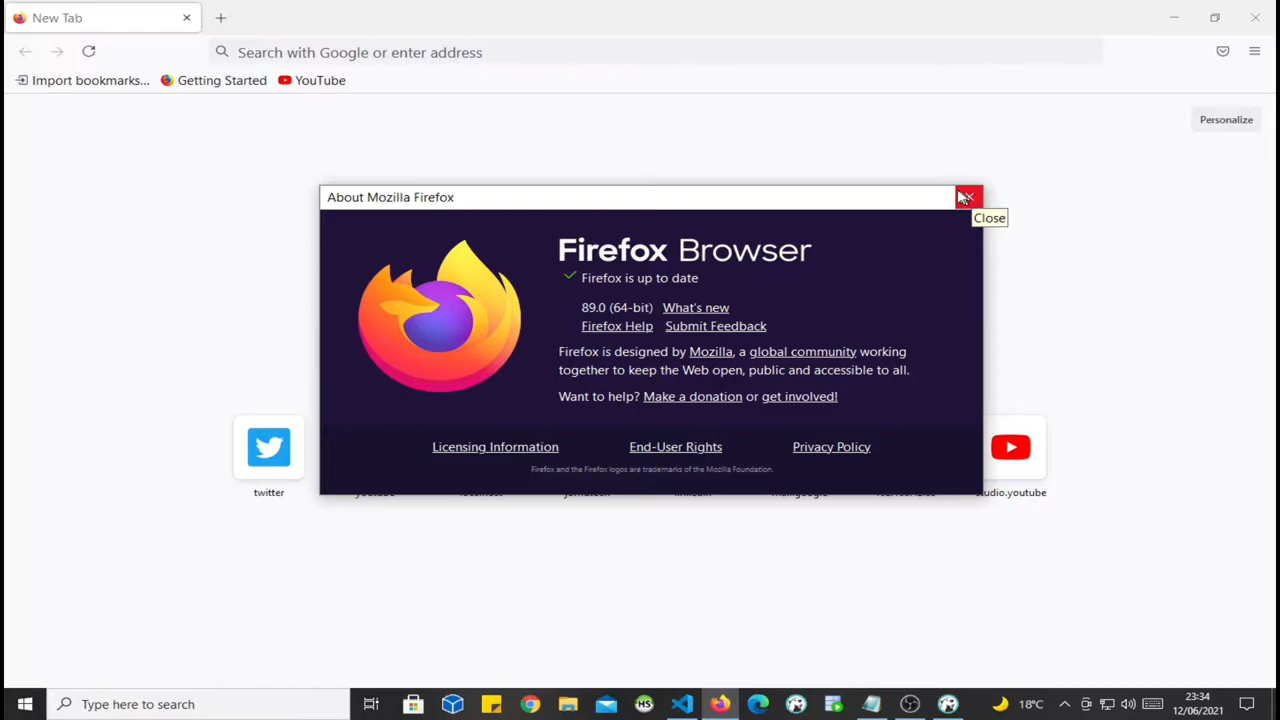 New Tab
Search with Google or enter address
Import bookmarks...
Getting Started
YouTube
Personalize
About Mozilla Firefox
Close
Firefox Browser
Firefox is up to date
89.0 (64-bit) What's new
Firefox Help Submit Feedback
Firefox is designed by Mozilla, a global community working
together to keep the Web open, public and accessible to all.
Want to help? Make a donation or get involved!
Licensing Information End-User Rights Privacy Policy
Firefox and the Firefox logos are trademarks of the Mozilla Foundation.
twitter
studio.youtube
Type here to search
HS
18°C
23:34
12/06/2021